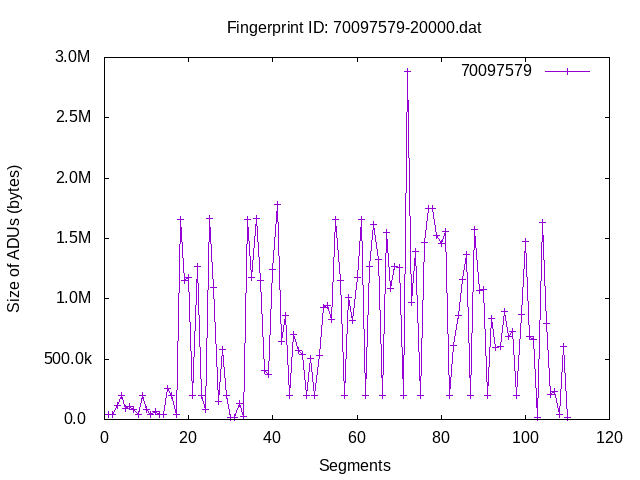 Fingerprint ID: 70097579-20000.dat
3.0M
70097579
2.5M
2.0M
1.5M
1.0M
500.0k
0.0
0 20 40 60 80 100 120
Size of ADUs (bytes)
Segments